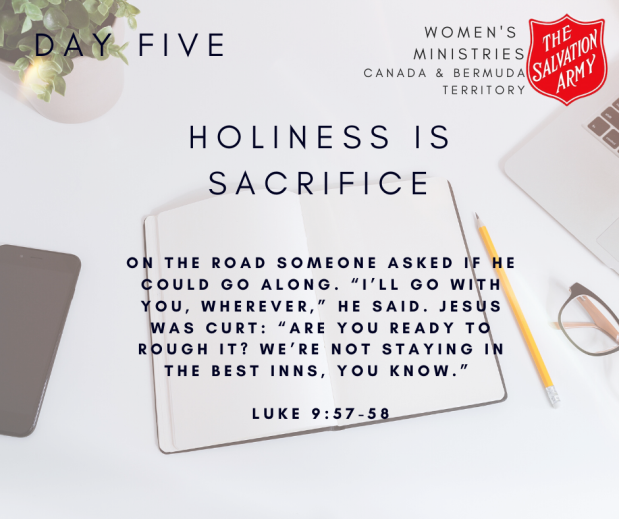 DAY FIVE
WOMEN'S
MINISTRIES
CANADA & BERMUDA
TERRITORY
THE
SALVATION
ARMY
HOLINESS IS
SACRIFICE
ON THE ROAD SOMEONE ASKED IF HE
COULD GO ALONG. “I’LL GO WITH
YOU, WHEREVER,” HE SAID. JESUS
WAS CURT: “ARE YOU READY TO
ROUGH IT? WE’RE NOT STAYING IN
THE BEST INNS, YOU KNOW.”
LUKE 9:57-58